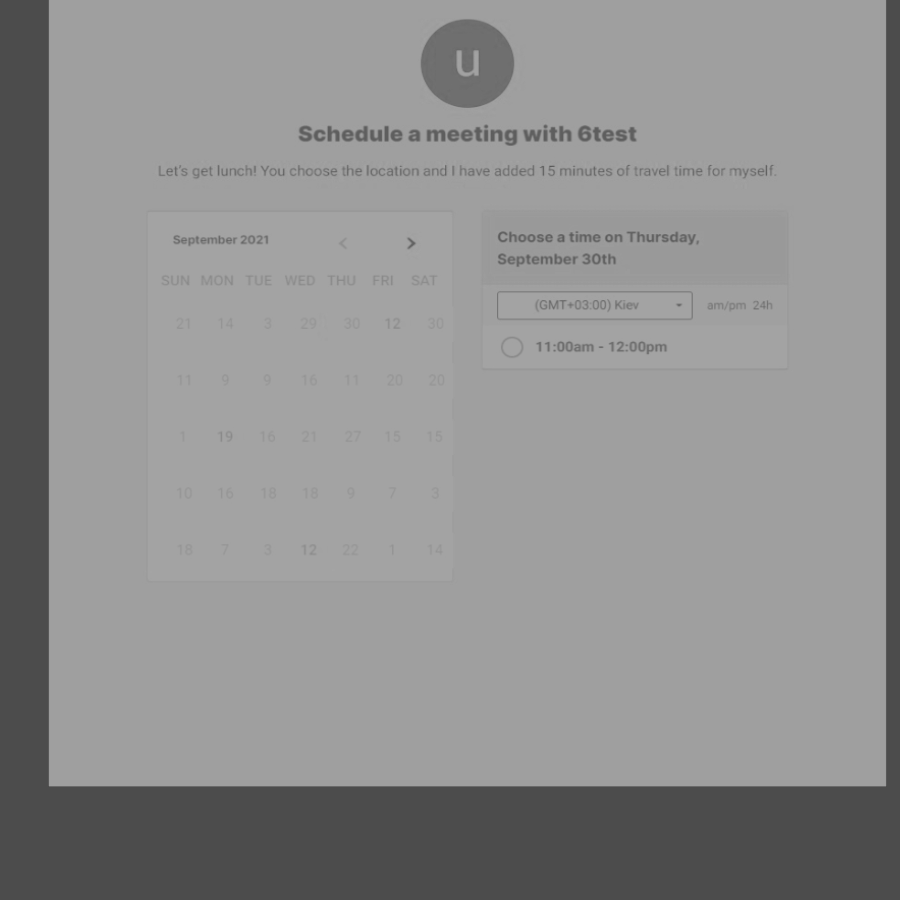 u
Schedule a meeting with 6test
Let's get lunch! You choose the location and I have added 15 minutes of travel time for myself.
September 2021 < >
SUN MON TUE WED THU FRI SAT
21 14 3 29 30 12 30
11 9 9 16 11 20 20
1 19 16 21 27 15 15
10 16 18 18 9 7 3
18 7 3 12 22 1 14
Choose a time on Thursday,
September 30th
(GMT+03:00) Kiev am/pm 24h
11:00am - 12:00pm